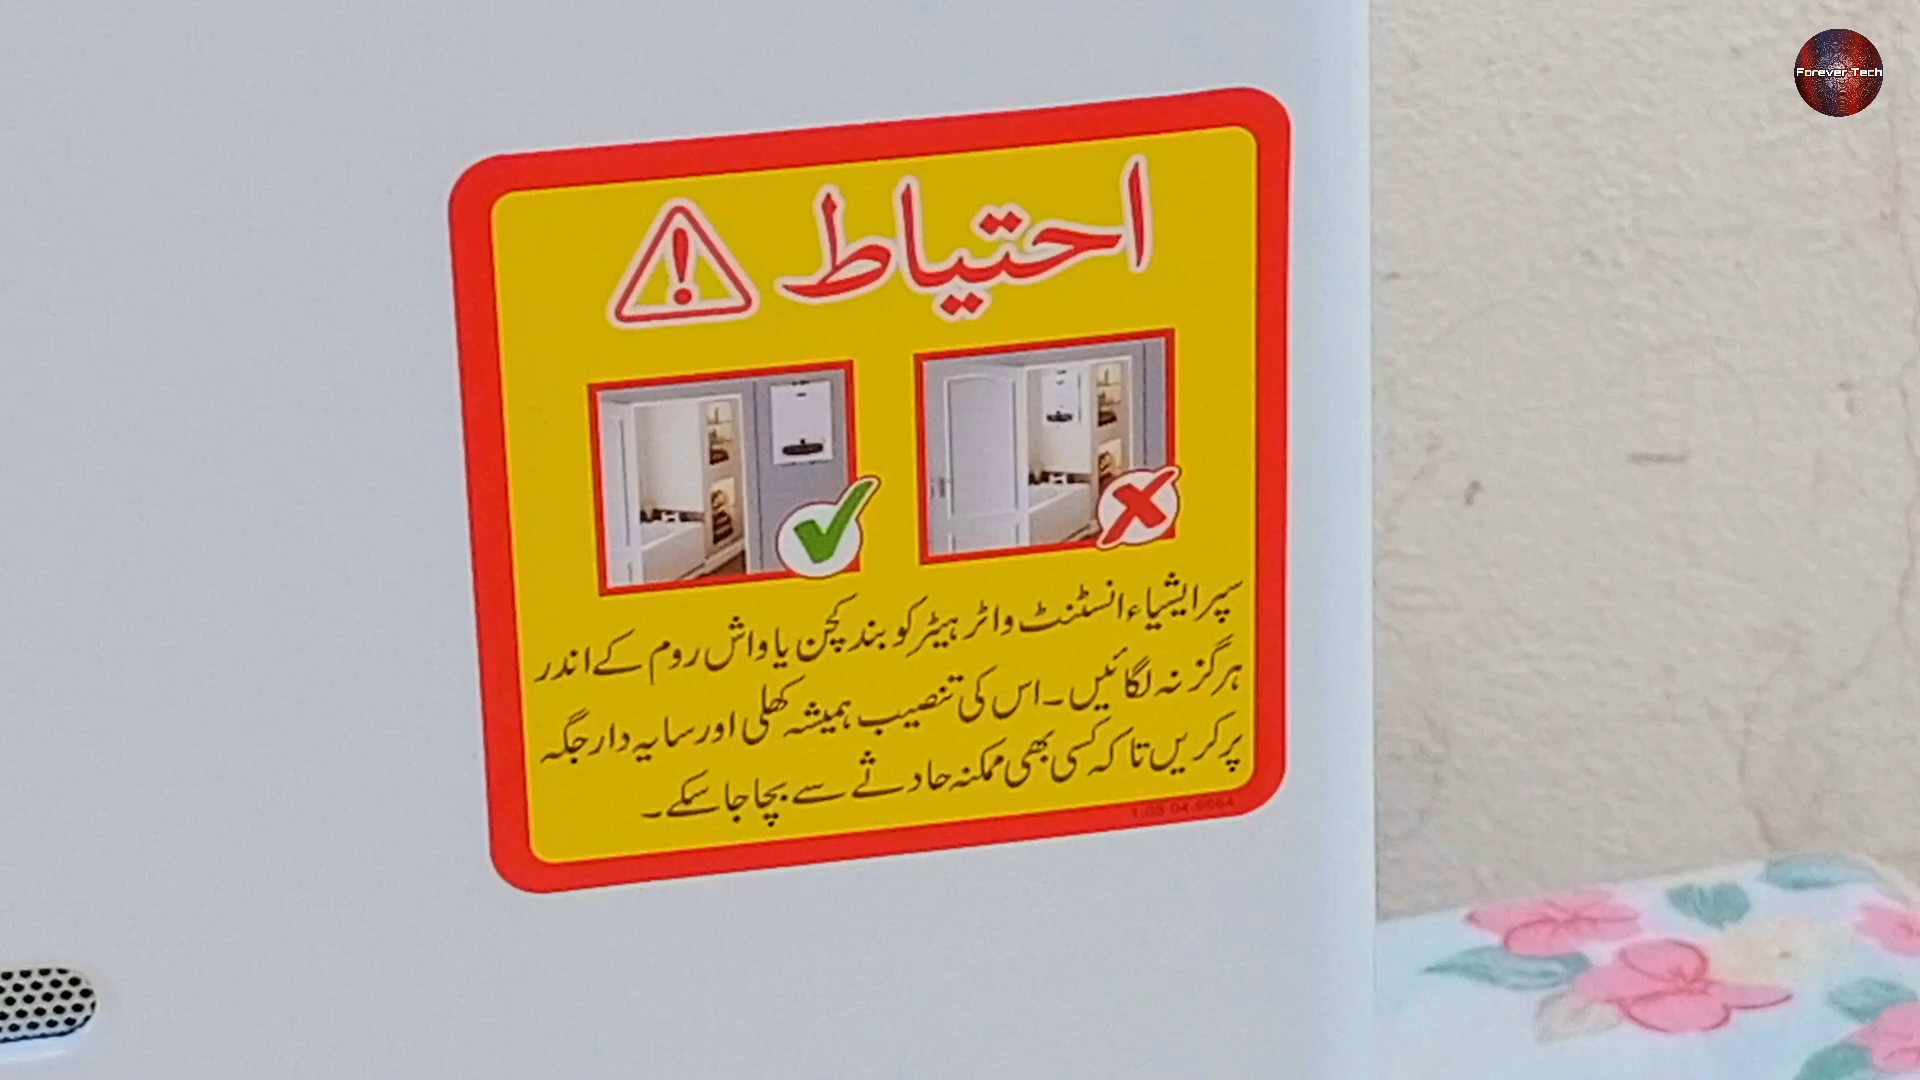 Forever Tech
احتیاط
سپر ایشیاء انسٹنٹ واٹر ہیٹر کو بند کچن یا واش روم کے اندر
ہرگز نہ لگائیں۔ اس کی تنصیب ہمیشہ کھلی اور سایہ دار جگہ
پر کریں تا کہ کسی بھی ممکنہ حادثے سے بچا جا سکے۔